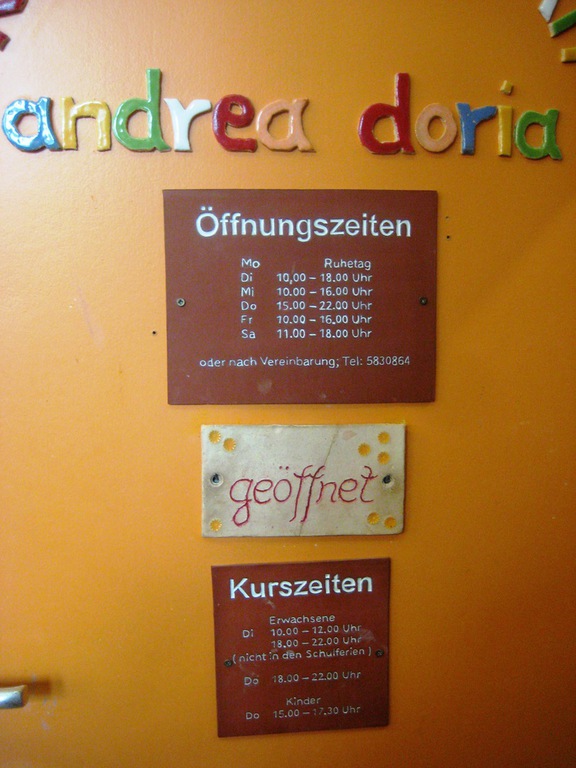 andrea doria
Öffnungszeiten
Mo Ruhetag
Di 10.00 – 18.00 Uhr
Mi 10.00 – 16.00 Uhr
Do 15.00 – 22.00 Uhr
Fr 10.00 – 16.00 Uhr
Sa 11.00 – 18.00 Uhr
oder nach Vereinbarung; Tel: 5830864
geöffnet
Kurszeiten
Erwachsene
Di 10.00 – 12.00 Uhr
18.00 – 22.00 Uhr
(nicht in den Schulferien)
Do 18.00 – 22.00 Uhr
Kinder
Do 15.00 – 17.30 Uhr